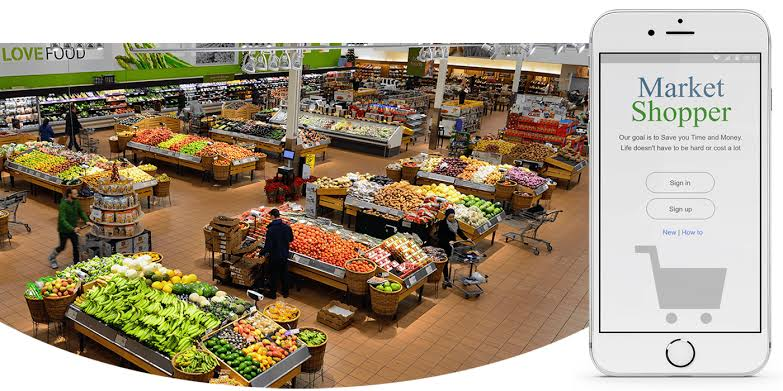 LOVE FOOD
Market
Shopper
Our goal is to Save you Time and Money.
Life doesn't have to be hard or cost a lot
Sign in
Sign up
New | How to